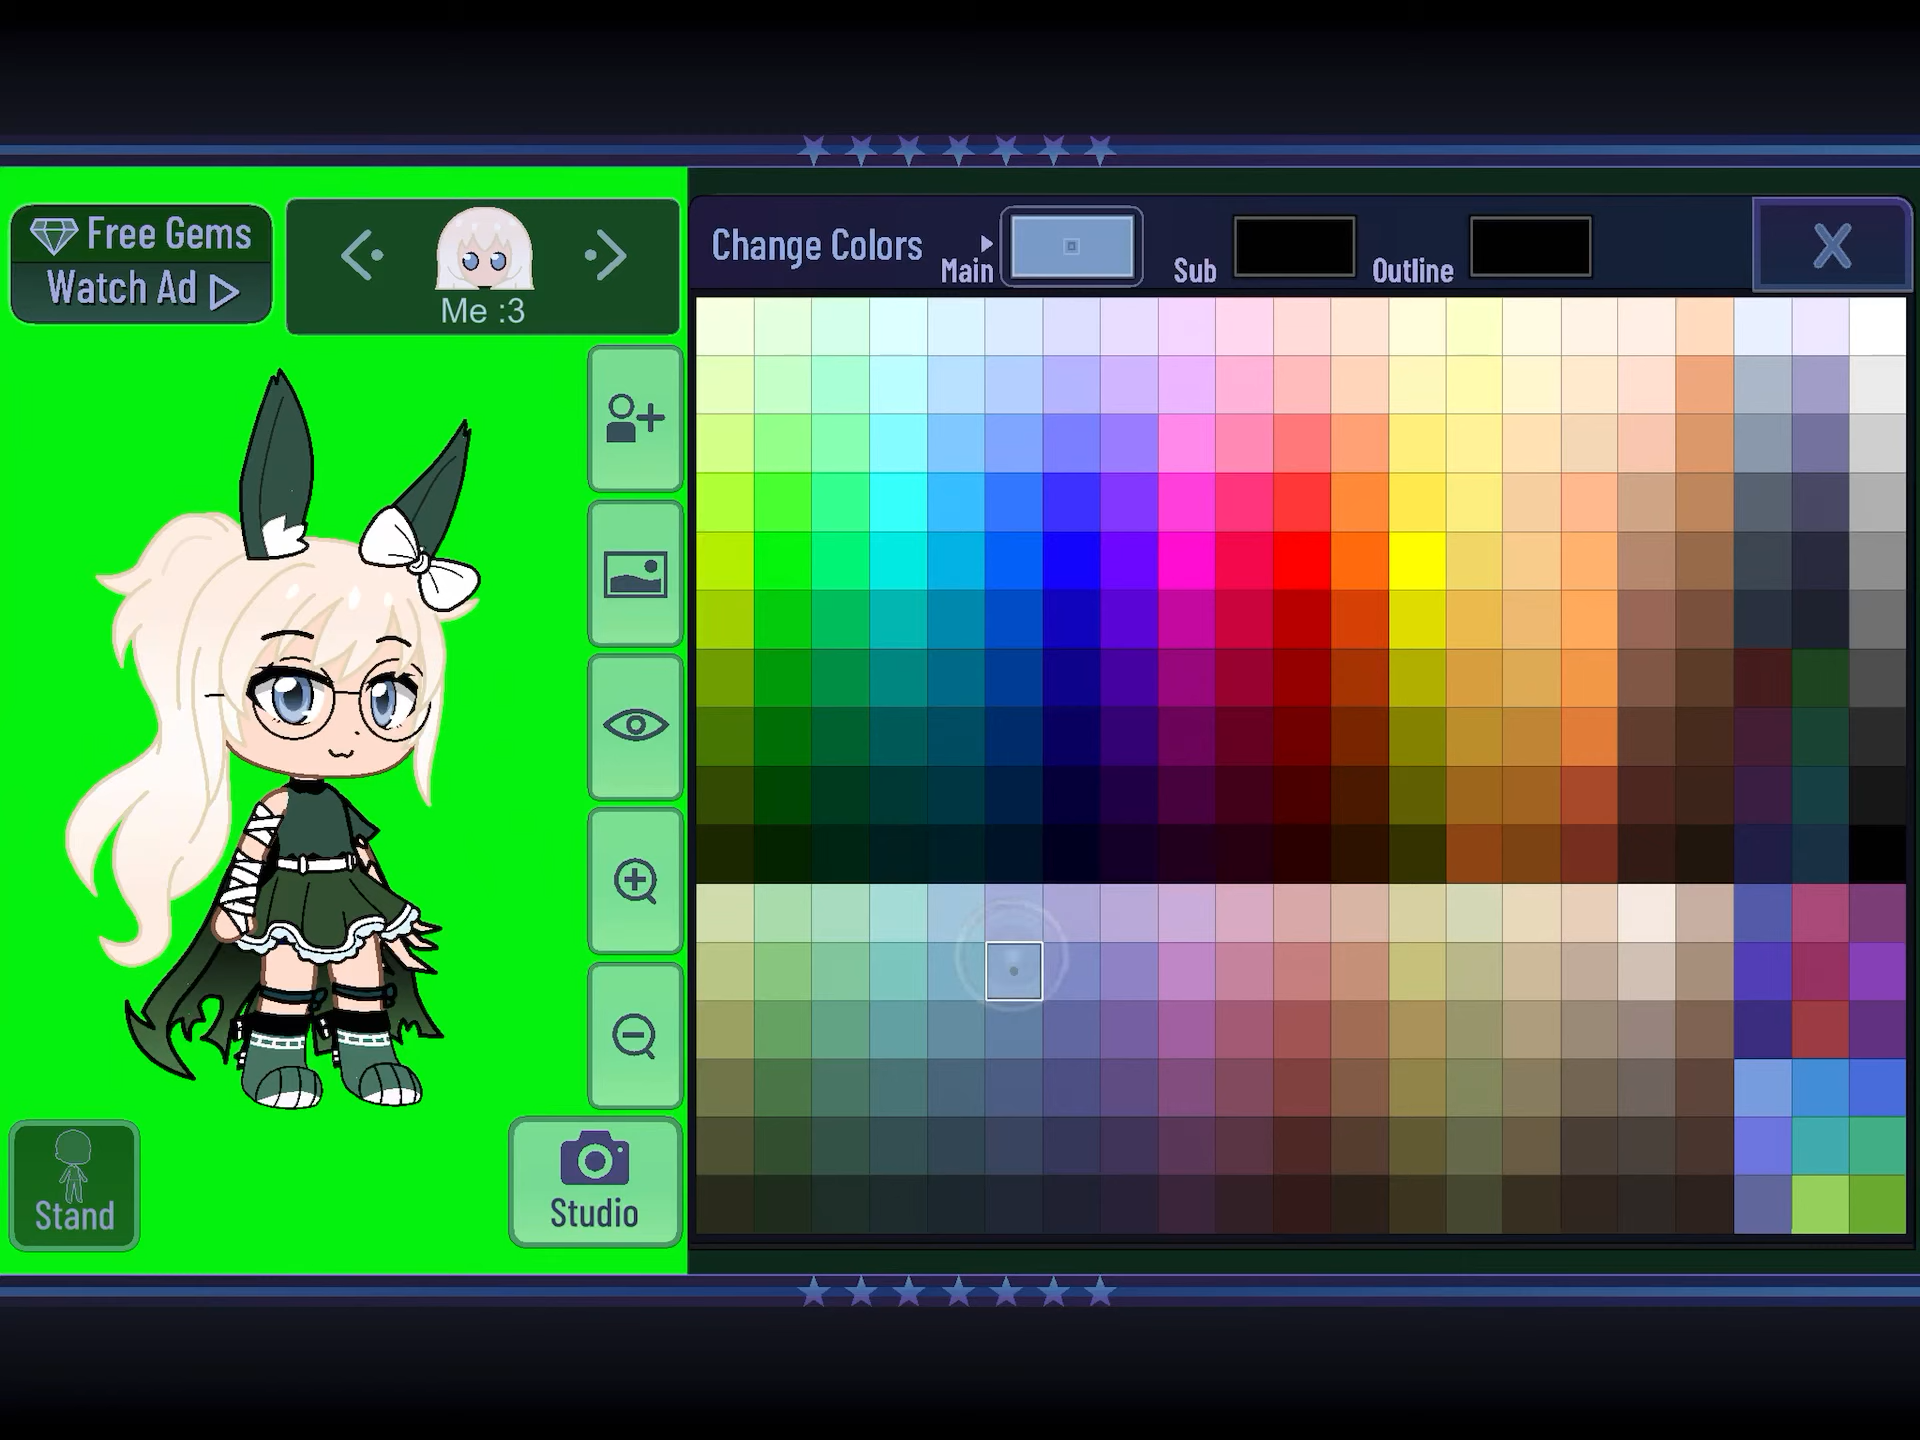 Free Gems
Watch Ad
Me :3
Change Colors
Main
Sub
Outline
X
Stand
Studio